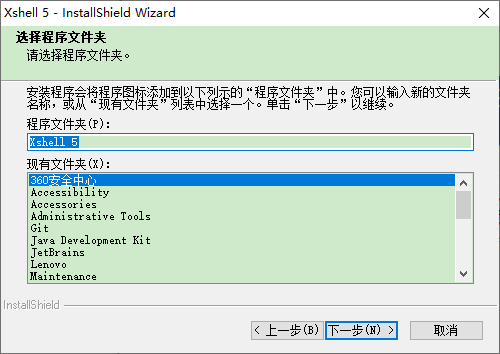 Xshell 5 - InstallShield Wizard
选择程序文件夹
请选择程序文件夹。
安装程序会将程序图标添加到以下列示的“程序文件夹”中。您可以输入新的文件夹
名称，或从“现有文件夹”列表中选择一个。单击“下一步”以继续。
程序文件夹(P):
Xshell 5
现有文件夹(X):
360安全中心
Accessibility
Accessories
Administrative Tools
Git
Java Development Kit
JetBrains
Lenovo
Maintenance
InstallShield
< 上一步(B) 下一步(N) > 取消